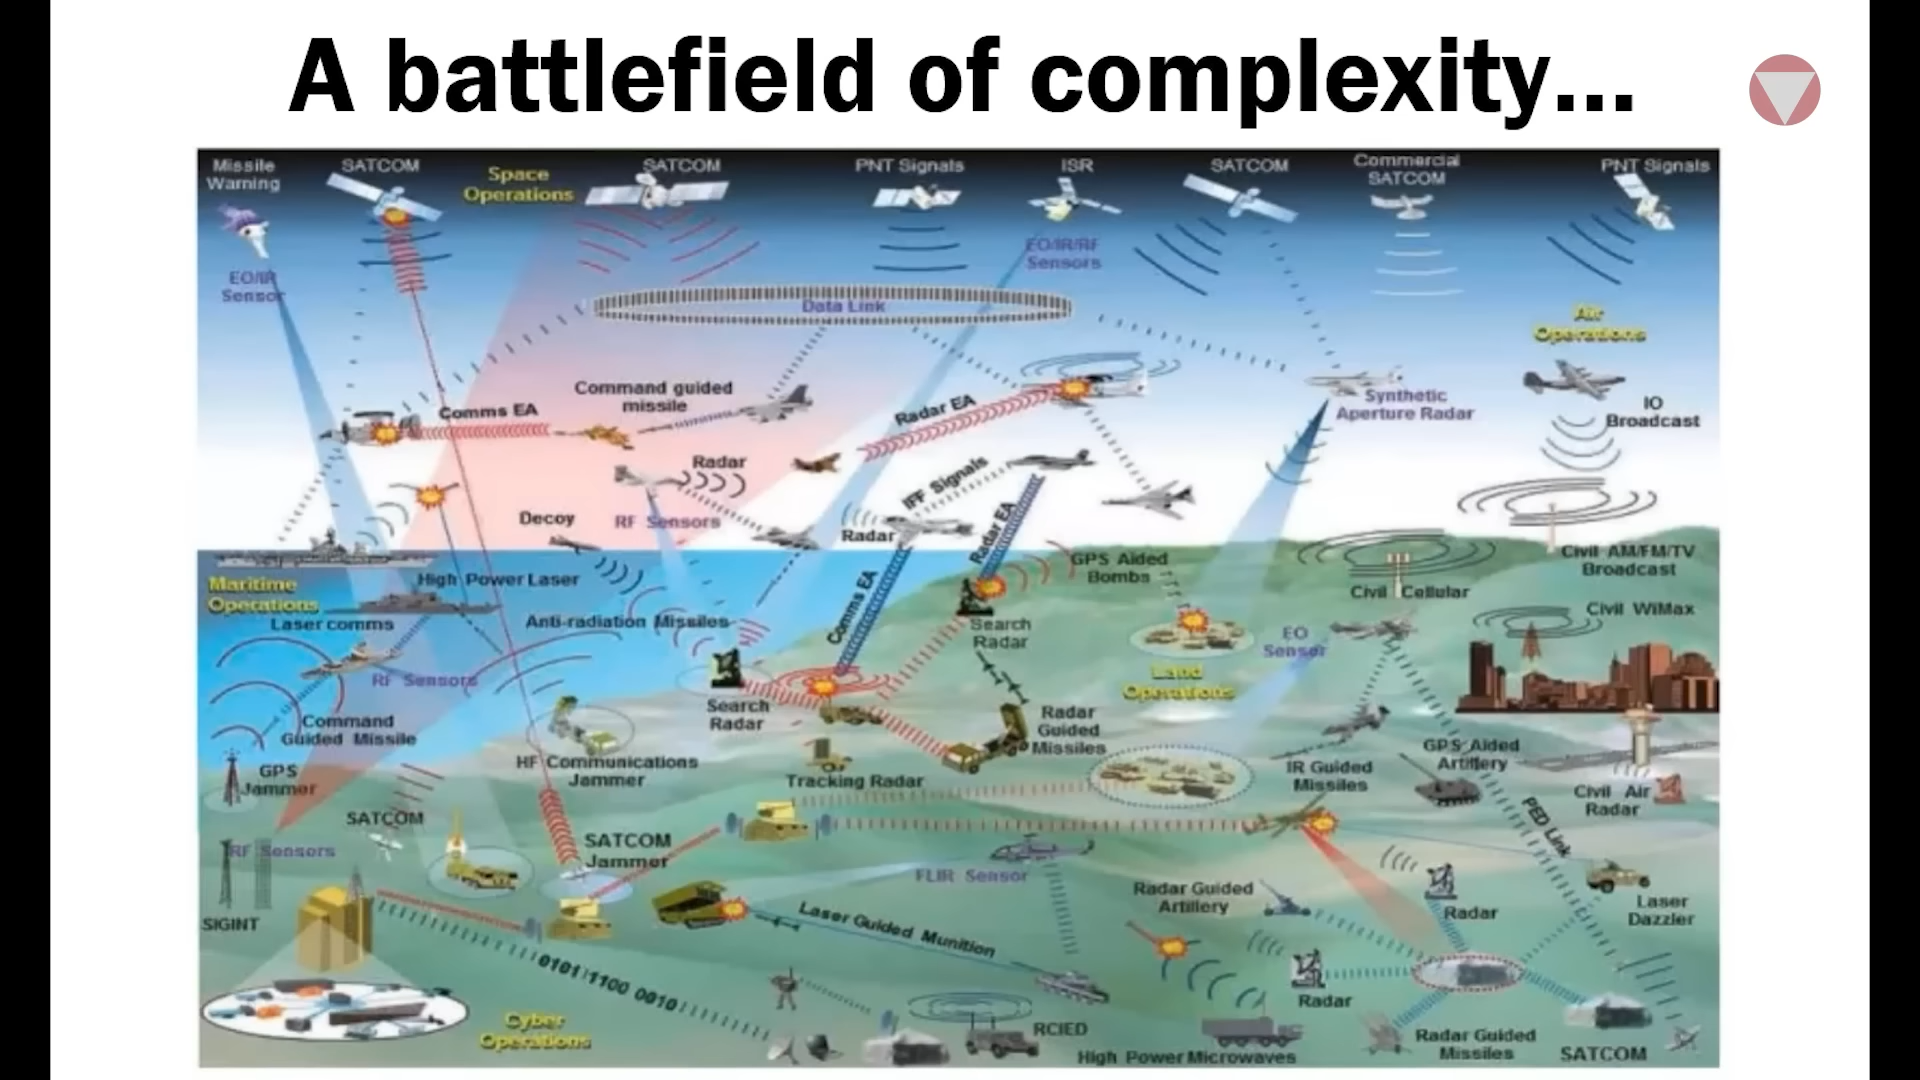 A battlefield of complexity...
Missile
Warning
SATCOM
Space
Operations
SATCOM
PNT Signals
ISR
SATCOM
Commercial
SATCOM
PNT Signals
EO/IR
Sensor
EO/IR/RF
Sensors
Data Link
Air
Operations
Comms EA
Command guided
missile
Radar EA
Synthetic
Aperture Radar
IO
Broadcast
Radar
IFF Signals
Decoy
RF Sensors
Radar
Radar EA
Comms EA
GPS Aided
Bombs
Civil AM/FM/TV
Broadcast
Maritime
Operations
High Power Laser
Civil Cellular
Civil WiMax
Laser comms
Anti-radiation Missiles
Search
Radar
EO
Sensor
RF Sensors
Land
Operations
Search
Radar
Command
Guided Missile
Radar
Guided
Missiles
GPS Aided
Artillery
GPS
Jammer
HF Communications
Jammer
Tracking Radar
IR Guided
Missiles
Civil Air
Radar
SATCOM
PED Link
RF Sensors
SATCOM
Jammer
FLIR Sensor
Radar Guided
Artillery
Radar
Laser
Dazzler
SIGINT
Laser Guided Munition
0101 1100 0010
Radar
Cyber
Operations
RCIED
High Power Microwaves
Radar Guided
Missiles
SATCOM